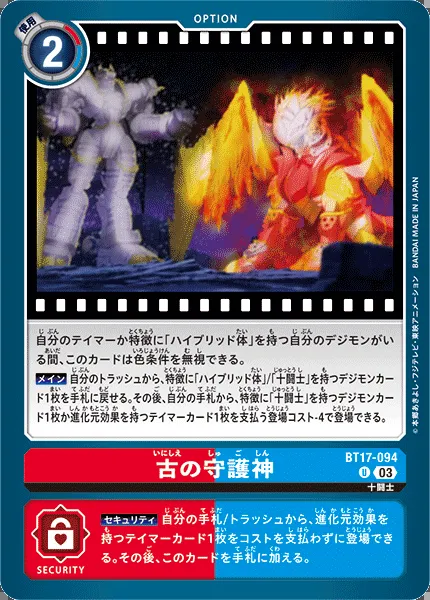 OPTION
使用
2
自分のテイマーか特徴に「ハイブリッド体」を持つ自分のデジモンがい
る間、このカードは色条件を無視できる。
メイン 自分のトラッシュから、特徴に「ハイブリッド体」/「十闘士」を持つデジモンカー
ド1枚を手札に戻せる。その後、自分の手札から、特徴に「十闘士」を持つデジモンカー
ド1枚か進化元効果を持つテイマーカード1枚を支払う登場コスト-4で登場できる。
古の守護神
いにしえ しゅ ご しん
BT17-094
U 03
十闘士
セキュリティ 自分の手札/トラッシュから、進化元効果を
持つテイマーカード1枚をコストを支払わずに登場でき
る。その後、このカードを手札に加える。
SECURITY
©本郷あきよし・フジテレビ・東映アニメーション BANDAI MADE IN JAPAN